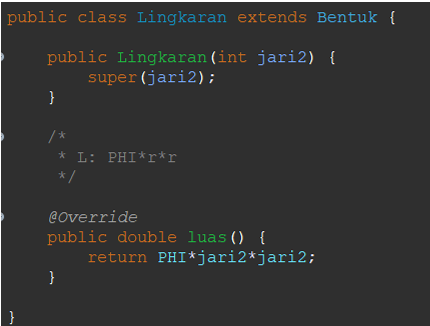 public class Lingkaran extends Bentuk {
public Lingkaran(int jari2) {
super(jari2);
}
/*
* L: PHI*r*r
*/
@Override
public double luas() {
return PHI*jari2*jari2;
}
}